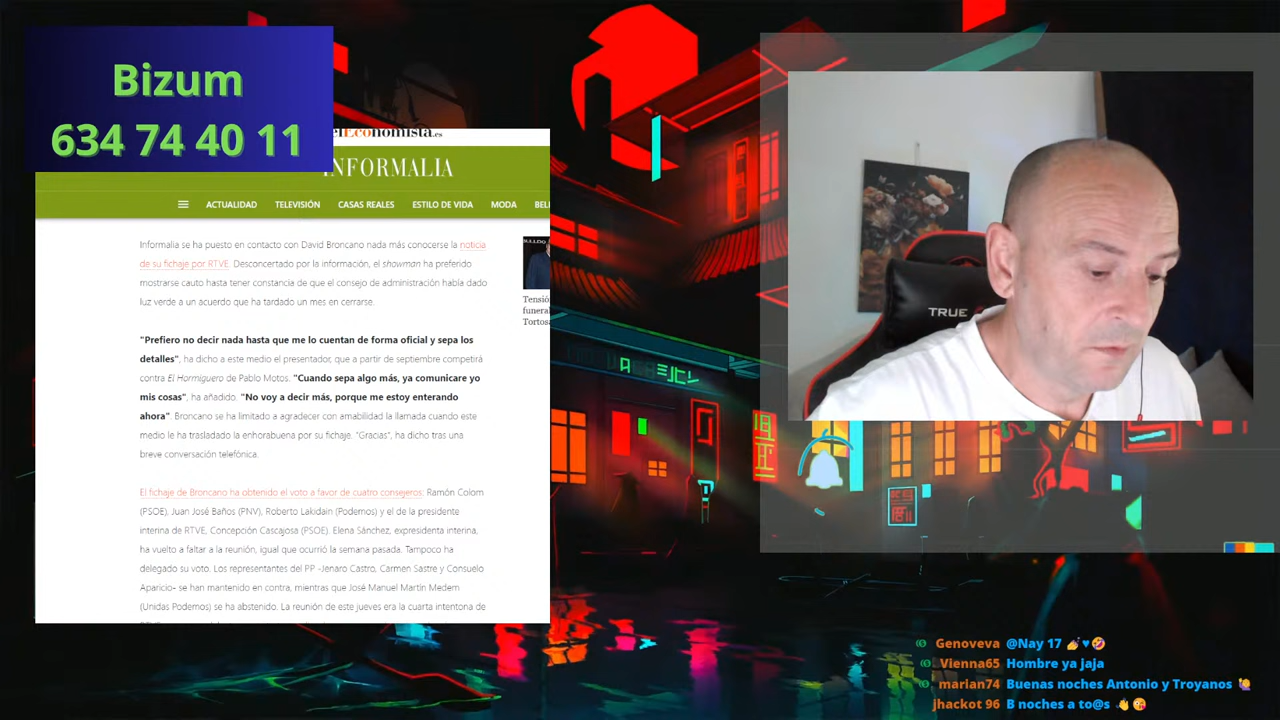 Bizum
634 74 40 11
elEconomista.es
INFORMALIA
ACTUALIDAD TELEVISIÓN CASAS REALES ESTILO DE VIDA MODA
Informalia se ha puesto en contacto con David Broncano nada más conocerse la noticia
de su fichaje por RTVE. Desconcertado por la información, el showman ha preferido
mostrarse cauto hasta tener constancia de que el consejo de administración había dado
luz verde a un acuerdo que ha tardado un mes en cerrarse.
"Prefiero no decir nada hasta que me lo cuentan de forma oficial y sepa los
detalles", ha dicho a este medio el presentador, que a partir de septiembre competirá
contra El Hormiguero de Pablo Motos. "Cuando sepa algo más, ya comunicare yo
mis cosas", ha añadido. "No voy a decir más, porque me estoy enterando
ahora". Broncano se ha limitado a agradecer con amabilidad la llamada cuando este
medio le ha trasladado la enhorabuena por su fichaje. "Gracias", ha dicho tras una
breve conversación telefónica.
El fichaje de Broncano ha obtenido el voto a favor de cuatro consejeros: Ramón Colom
(PSOE), Juan José Baños (PNV), Roberto Lakidain (Podemos) y el de la presidente
interina de RTVE, Concepción Cascajosa (PSOE). Elena Sánchez, expresidenta interina,
ha vuelto a faltar a la reunión, igual que ocurrió la semana pasada. Tampoco ha
delegado su voto. Los representantes del PP -Jenaro Castro, Carmen Sastre y Consuelo
Aparicio- se han mantenido en contra, mientras que José Manuel Martín Medem
(Unidas Podemos) se ha abstenido. La reunión de este jueves era la cuarta intentona de
Tensió
funera
Tortosa
TRUE
Genoveva @Nay 17 💅♥🤣
Vienna65 Hombre ya jaja
marian74 Buenas noches Antonio y Troyanos 🙋
jhackot 96 B noches a to@s 👋😘